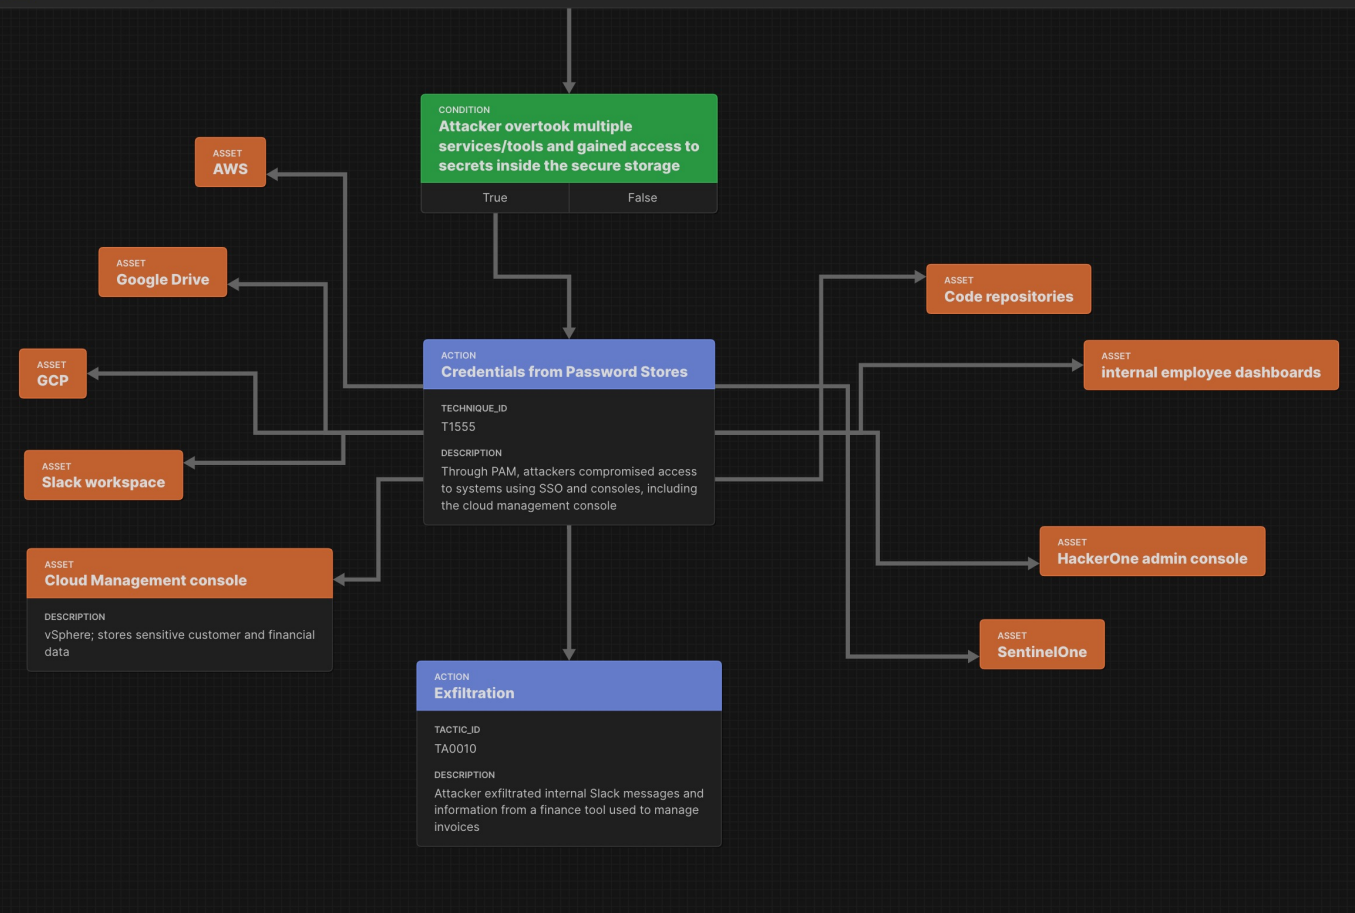 CONDITION
Attacker overtook multiple
services/tools and gained access to
secrets inside the secure storage
True
False
ASSET
AWS
ASSET
Google Drive
ASSET
GCP
ASSET
Slack workspace
ASSET
Cloud Management console
DESCRIPTION
vSphere; stores sensitive customer and financial
data
ACTION
Credentials from Password Stores
TECHNIQUE_ID
T1555
DESCRIPTION
Through PAM, attackers compromised access
to systems using SSO and consoles, including
the cloud management console
ASSET
Code repositories
ASSET
internal employee dashboards
ASSET
HackerOne admin console
ASSET
SentinelOne
ACTION
Exfiltration
TACTIC_ID
TA0010
DESCRIPTION
Attacker exfiltrated internal Slack messages and
information from a finance tool used to manage
invoices